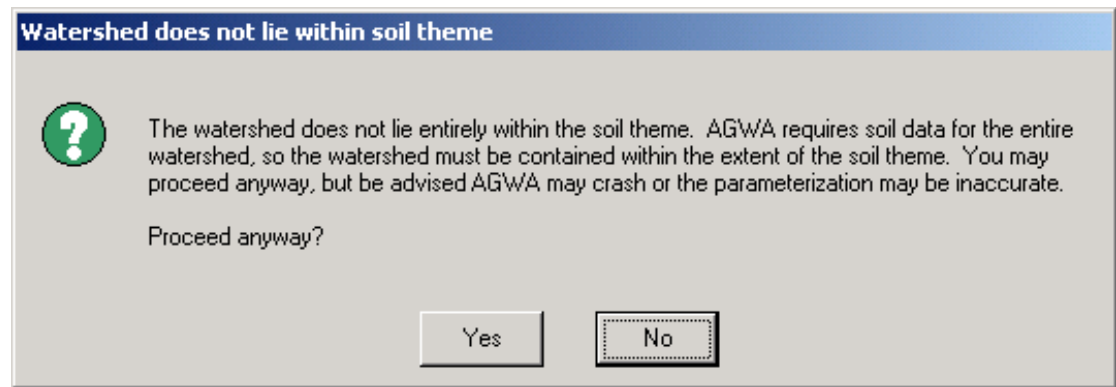 Watershed does not lie within soil theme
The watershed does not lie entirely within the soil theme.  AGWA requires soil data for the entire
watershed, so the watershed must be contained within the extent of the soil theme.  You may
proceed anyway, but be advised AGWA may crash or the parameterization may be inaccurate.
Proceed anyway?
Yes No